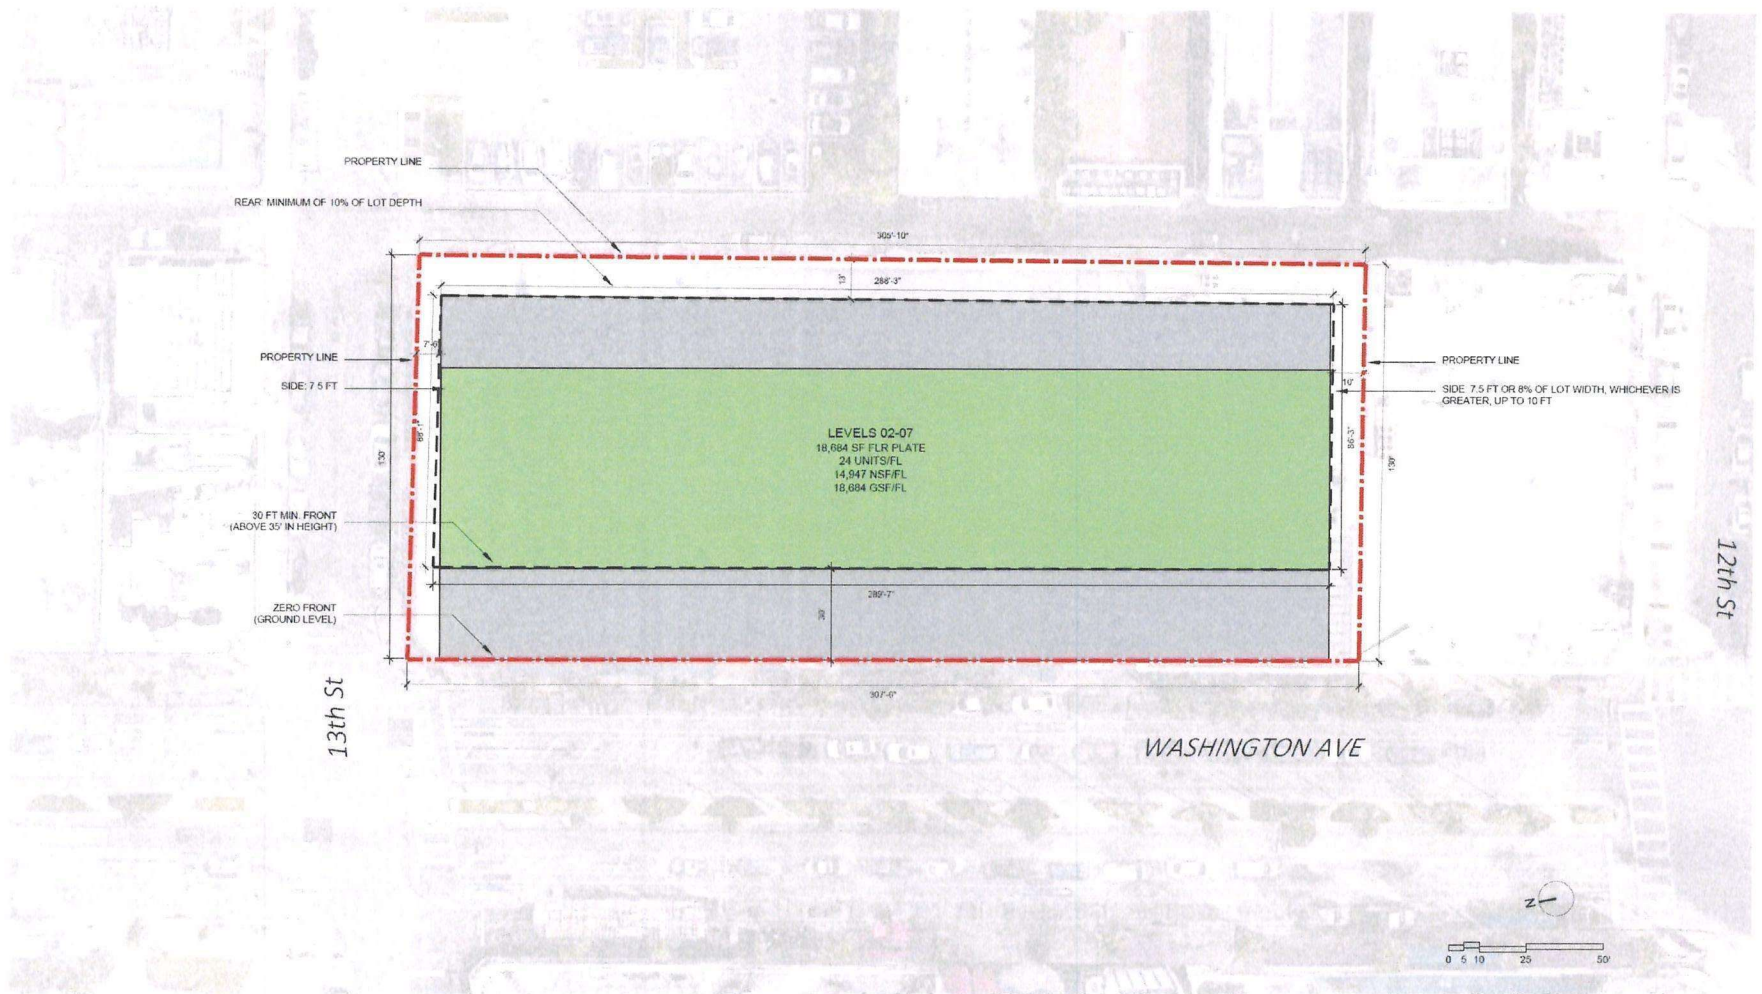 PROPERTY LINE
REAR: MINIMUM OF 10% OF LOT DEPTH
305'-10"
13'
288'-3"
7'-6"
PROPERTY LINE
SIDE: 7.5 FT
PROPERTY LINE
10'
SIDE: 7.5 FT OR 8% OF LOT WIDTH, WHICHEVER IS
GREATER, UP TO 10 FT
LEVELS 02-07
18,684 SF FLR PLATE
24 UNITS/FL
14,947 NSF/FL
18,684 GSF/FL
130'
86'-3"
130'
30 FT MIN. FRONT
(ABOVE 35' IN HEIGHT)
289'-7"
30'
ZERO FRONT
(GROUND LEVEL)
307'-6"
13th St
12th St
WASHINGTON AVE
N
0 5 10 25 50'